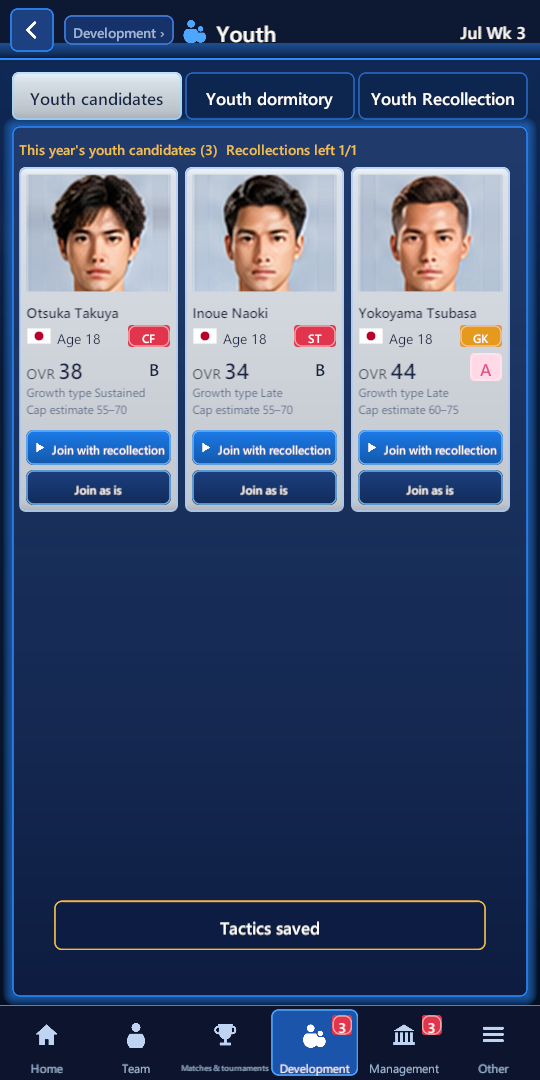 Development ›
Youth
Jul Wk 3
Youth candidates
Youth dormitory
Youth Recollection
This year's youth candidates (3) Recollections left 1/1
Otsuka Takuya
Age 18
CF
OVR 38
B
Growth type Sustained
Cap estimate 55–70
Join with recollection
Join as is
Inoue Naoki
Age 18
ST
OVR 34
B
Growth type Late
Cap estimate 55–70
Join with recollection
Join as is
Yokoyama Tsubasa
Age 18
GK
OVR 44
A
Growth type Late
Cap estimate 60–75
Join with recollection
Join as is
Tactics saved
Home
Team
Matches & tournaments
3
Development
3
Management
Other